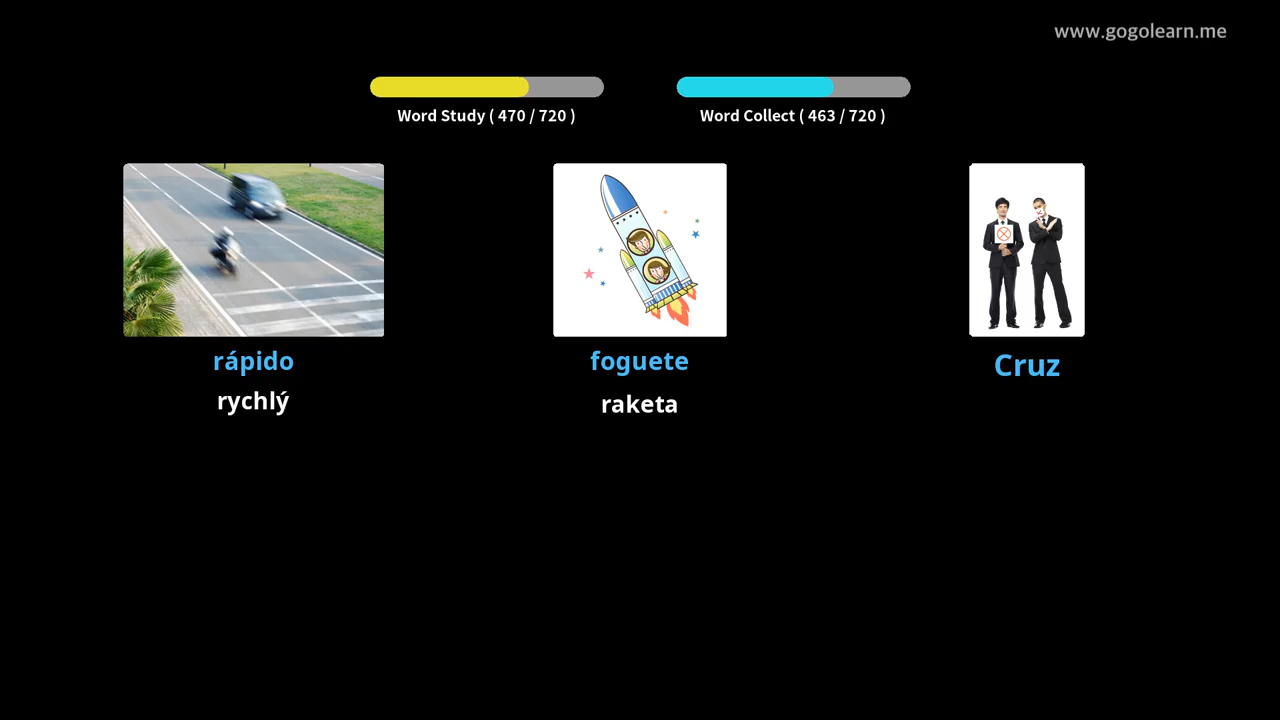 www.gogolearn.me
Word Study ( 470 / 720 )
Word Collect ( 463 / 720 )
rápido
rychlý
foguete
raketa
Cruz